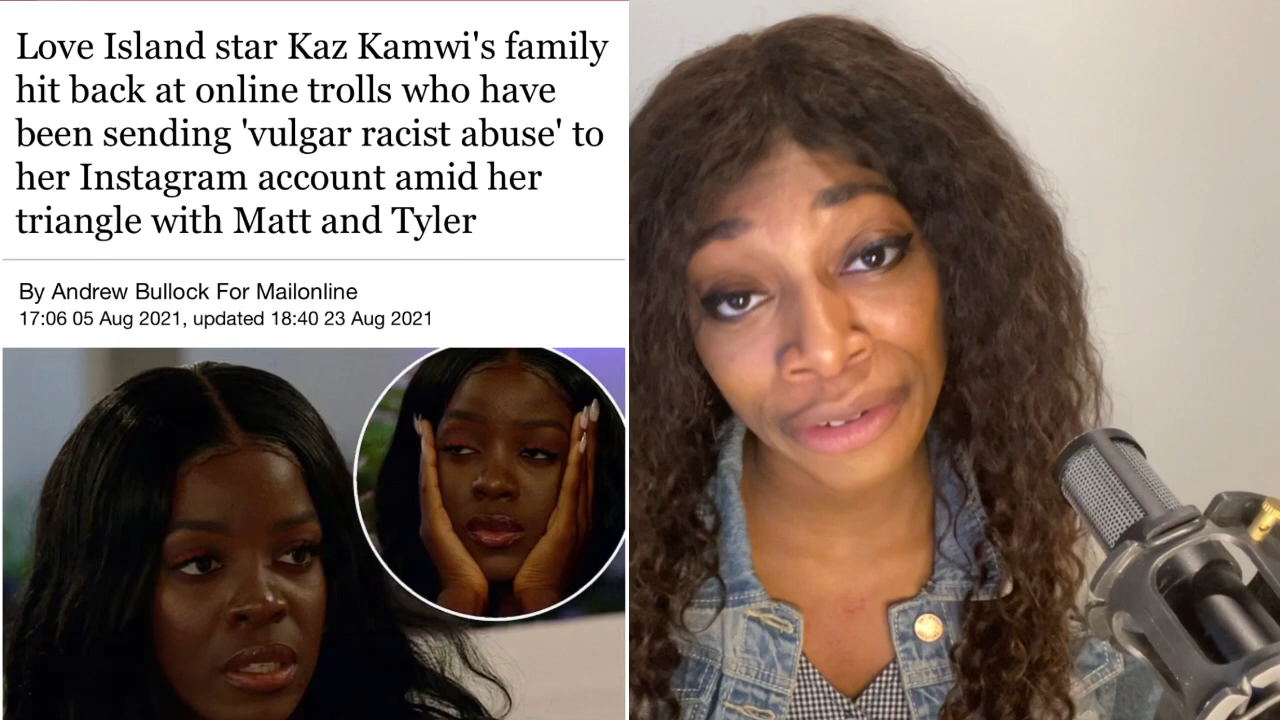 Love Island star Kaz Kamwi's family
hit back at online trolls who have
been sending 'vulgar racist abuse' to
her Instagram account amid her
triangle with Matt and Tyler
By Andrew Bullock For Mailonline
17:06 05 Aug 2021, updated 18:40 23 Aug 2021